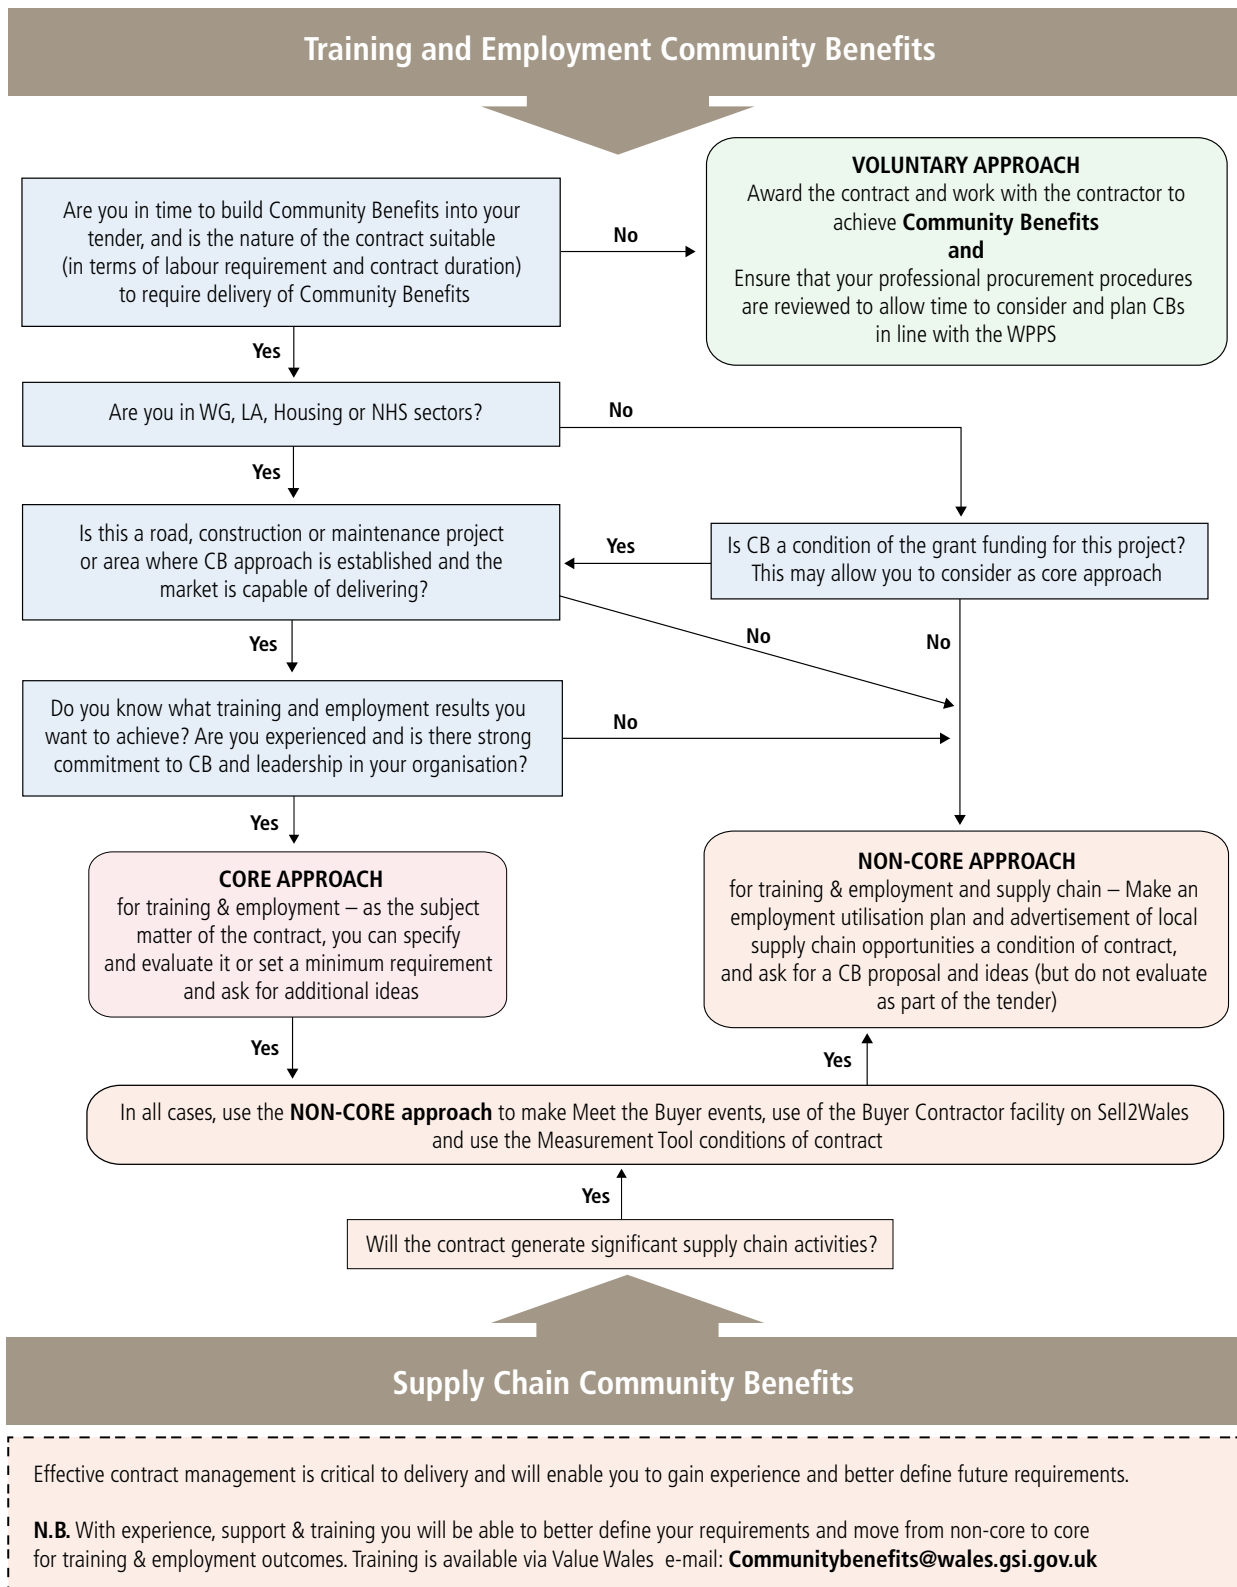 Training and Employment Community Benefits
VOLUNTARY APPROACH
Award the contract and work with the contractor to
achieve Community Benefits
and
Ensure that your professional procurement procedures
are reviewed to allow time to consider and plan CBs
in line with the WPPS
Are you in time to build Community Benefits into your
tender, and is the nature of the contract suitable
(in terms of labour requirement and contract duration)
to require delivery of Community Benefits
No
Yes
Are you in WG, LA, Housing or NHS sectors?
No
Yes
Is this a road, construction or maintenance project
or area where CB approach is established and the
market is capable of delivering?
Yes
Is CB a condition of the grant funding for this project?
This may allow you to consider as core approach
No
No
Yes
Do you know what training and employment results you
want to achieve? Are you experienced and is there strong
commitment to CB and leadership in your organisation?
No
Yes
CORE APPROACH
for training & employment – as the subject
matter of the contract, you can specify
and evaluate it or set a minimum requirement
and ask for additional ideas
NON-CORE APPROACH
for training & employment and supply chain – Make an
employment utilisation plan and advertisement of local
supply chain opportunities a condition of contract,
and ask for a CB proposal and ideas (but do not evaluate
as part of the tender)
Yes
Yes
In all cases, use the NON-CORE approach to make Meet the Buyer events, use of the Buyer Contractor facility on Sell2Wales
and use the Measurement Tool conditions of contract
Yes
Will the contract generate significant supply chain activities?
Supply Chain Community Benefits
Effective contract management is critical to delivery and will enable you to gain experience and better define future requirements.
N.B. With experience, support & training you will be able to better define your requirements and move from non-core to core
for training & employment outcomes. Training is available via Value Wales e-mail: Communitybenefits@wales.gsi.gov.uk